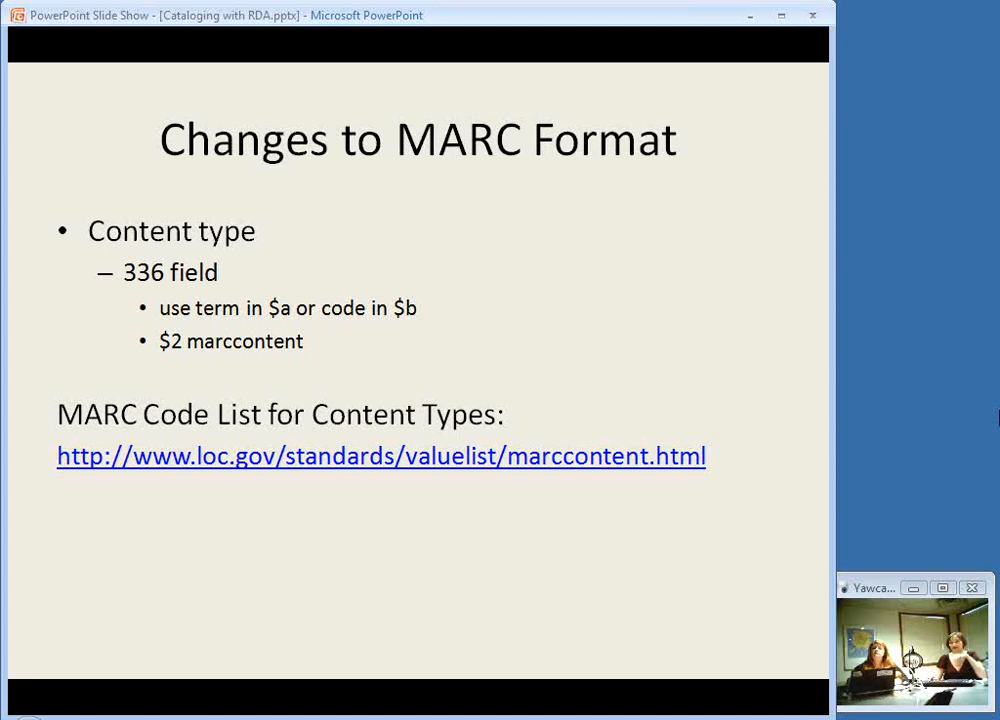 PowerPoint Slide Show - [Cataloging with RDA.pptx] - Microsoft PowerPoint
Changes to MARC Format
• Content type
– 336 field
• use term in $a or code in $b
• $2 marccontent
MARC Code List for Content Types:
http://www.loc.gov/standards/valuelist/marccontent.html
Yawca...